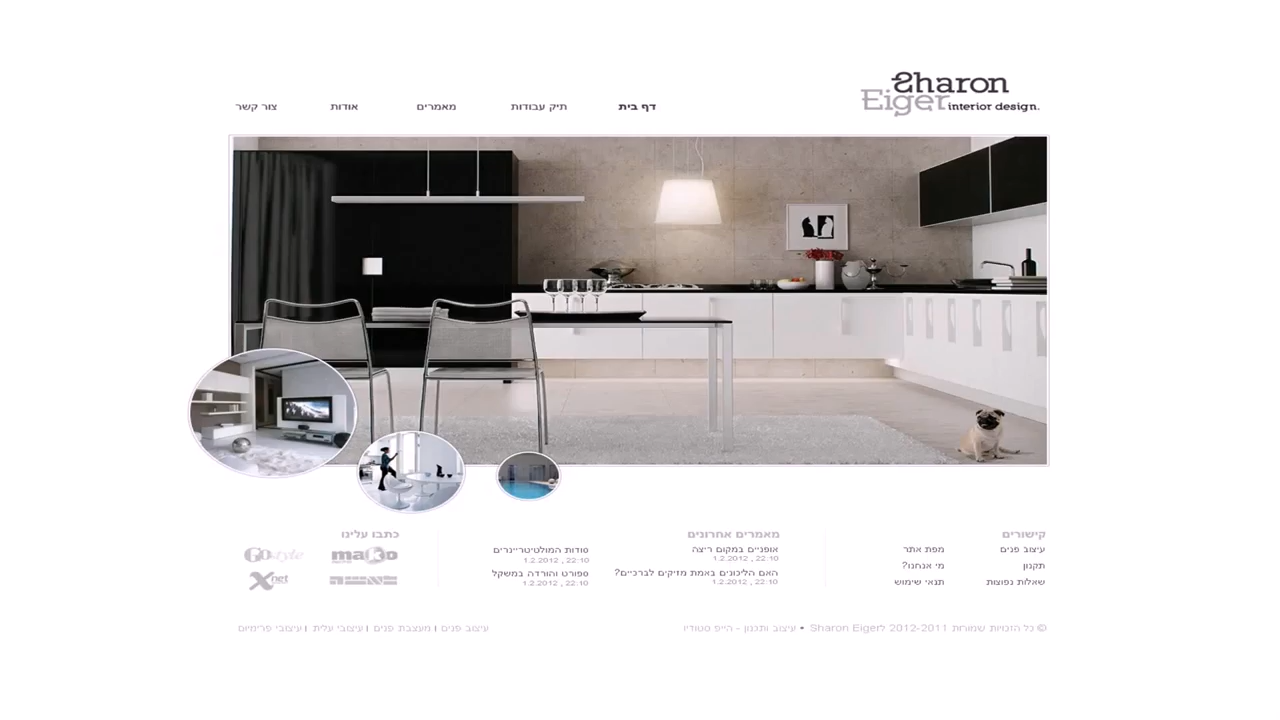 Sharon
Eiger interior design.
דף בית
תיק עבודות
מאמרים
אודות
צור קשר
קישורים
עיצוב פנים
תקנון
שאלות נפוצות
מפת אתר
מי אנחנו?
תנאי שימוש
מאמרים אחרונים
אופניים במקום ריצה
1.2.2012 , 22:10
האם הליכונים באמת מזיקים לברכיים?
1.2.2012 , 22:10
סודות המולטיטריינרים
1.2.2012 , 22:10
ספורט והורדה במשקל
1.2.2012 , 22:10
כתבו עלינו
mako
GOstyle
Xnet
© כל הזכויות שמורות 2012-2011 לSharon Eiger • עיצוב ותכנון - הייפ סטודיו
עיצוב פנים | מעצבת פנים | עיצובי עלית | עיצובי פרימיום